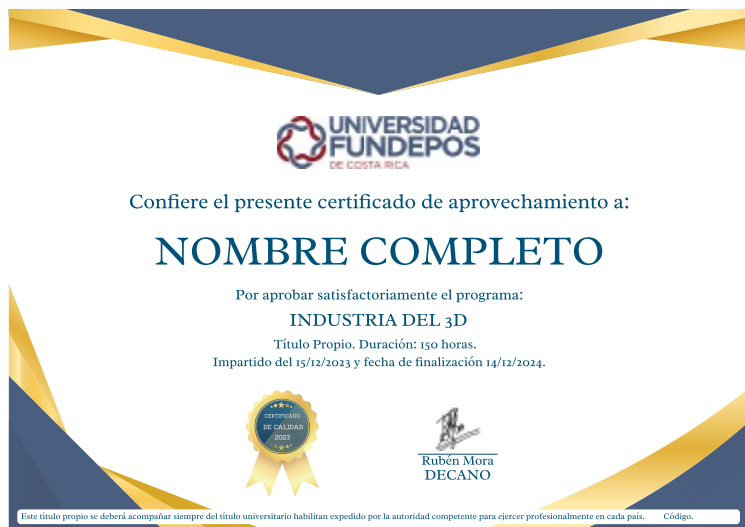 UNIVERSIDAD
FUNDEPOS
DE COSTA RICA
Confiere el presente certificado de aprovechamiento a:
NOMBRE COMPLETO
Por aprobar satisfactoriamente el programa:
INDUSTRIA DEL 3D
Título Propio. Duración: 150 horas.
Impartido del 15/12/2023 y fecha de finalización 14/12/2024.
CERTIFICADO
DE CALIDAD
2023
Rubén Mora
DECANO
Este título propio se deberá acompañar siempre del título universitario habilitan expedido por la autoridad competente para ejercer profesionalmente en cada país. Código.